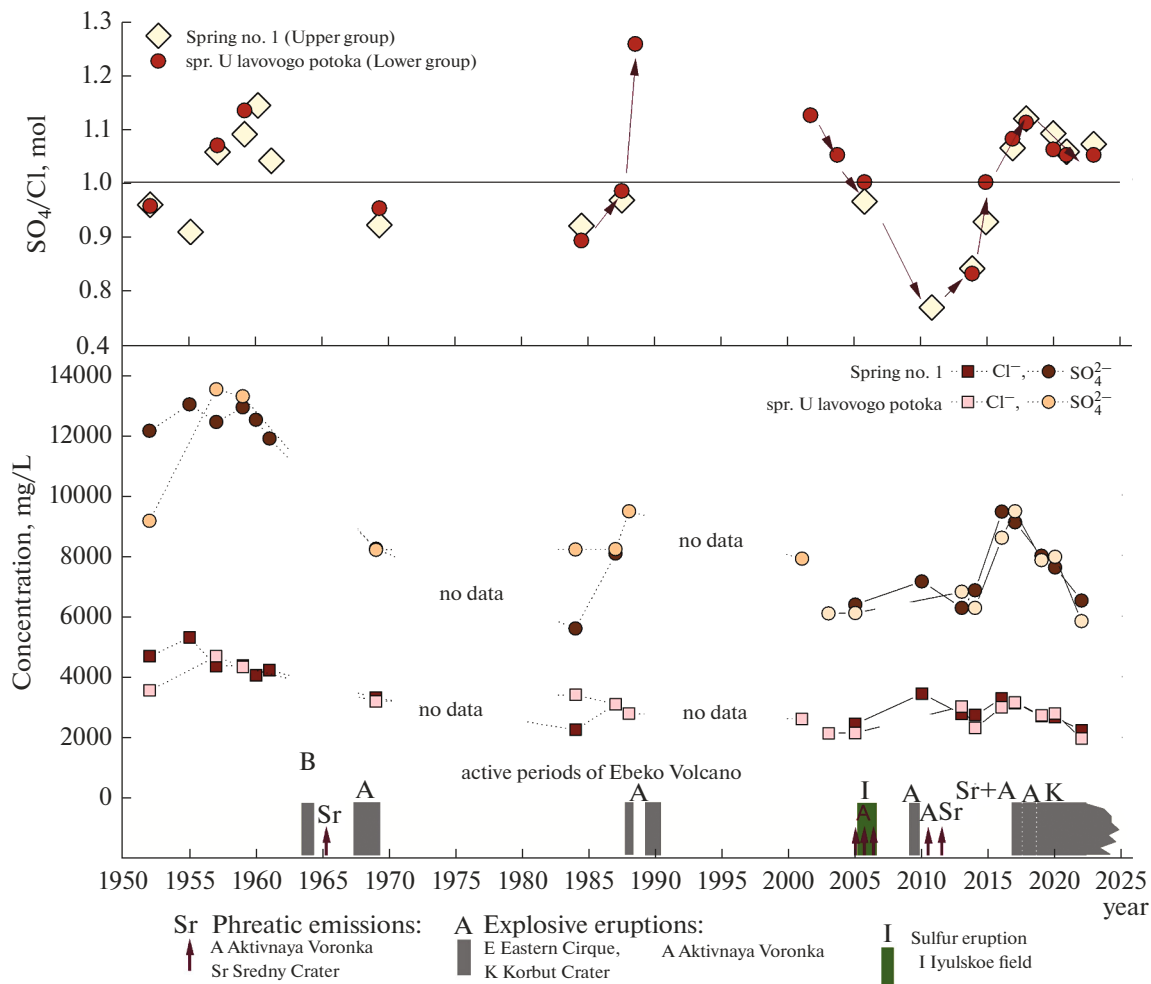 1.3
Spring no. 1 (Upper group)
spr. U lavovogo potoka (Lower group)
1.2
1.1
1.0
0.9
0.8
0.4
SO4/Cl, mol
14000
12000
10000
8000
6000
4000
2000
0
Concentration, mg/L
Spring no. 1 Cl–, SO4 2–
spr. U lavovogo potoka Cl–, SO4 2–
no data
no data
no data
no data
active periods of Ebeko Volcano
B Sr A A I A A A Sr Sr+A A K
1950 1955 1960 1965 1970 1975 1980 1985 1990 1995 2000 2005 2010 2015 2020 2025
year
Sr Phreatic emissions:
A Aktivnaya Voronka
Sr Sredny Crater
A Explosive eruptions:
E Eastern Cirque,
K Korbut Crater
A Aktivnaya Voronka
I Sulfur eruption
I Iyulskoe field